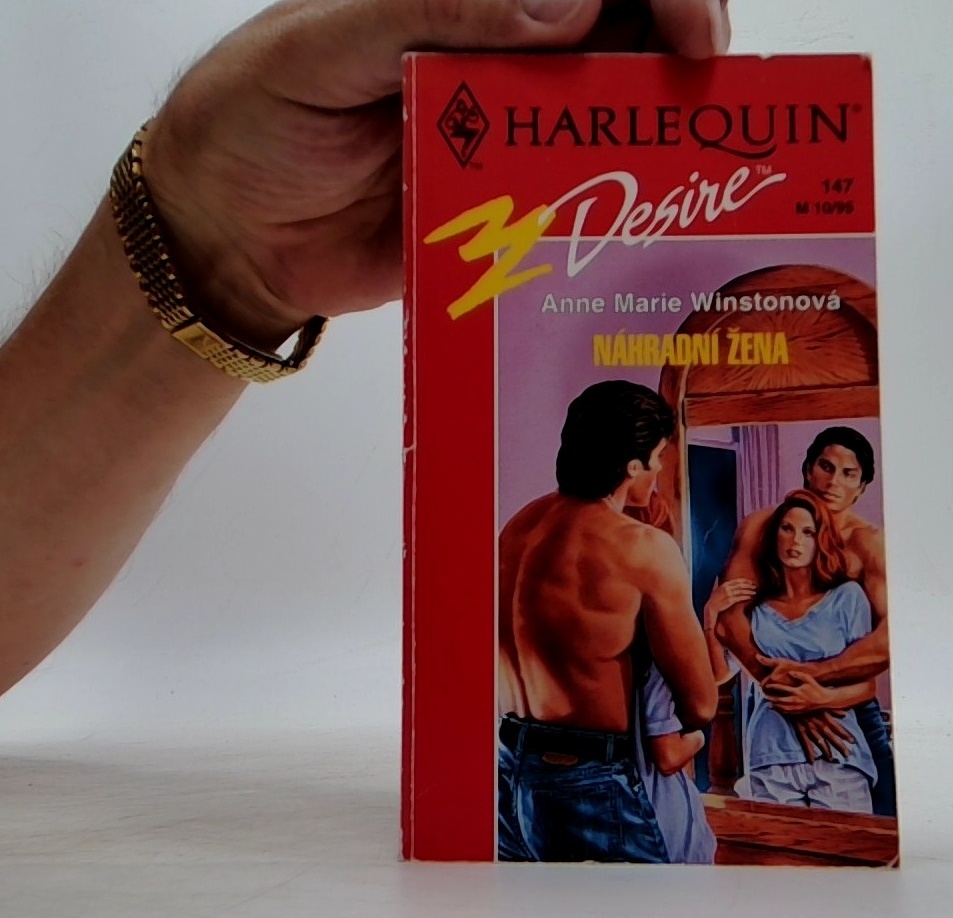 HARLEQUIN®
Desire™
147
M 10/95
Anne Marie Winstonová
NÁHRADNÍ ŽENA